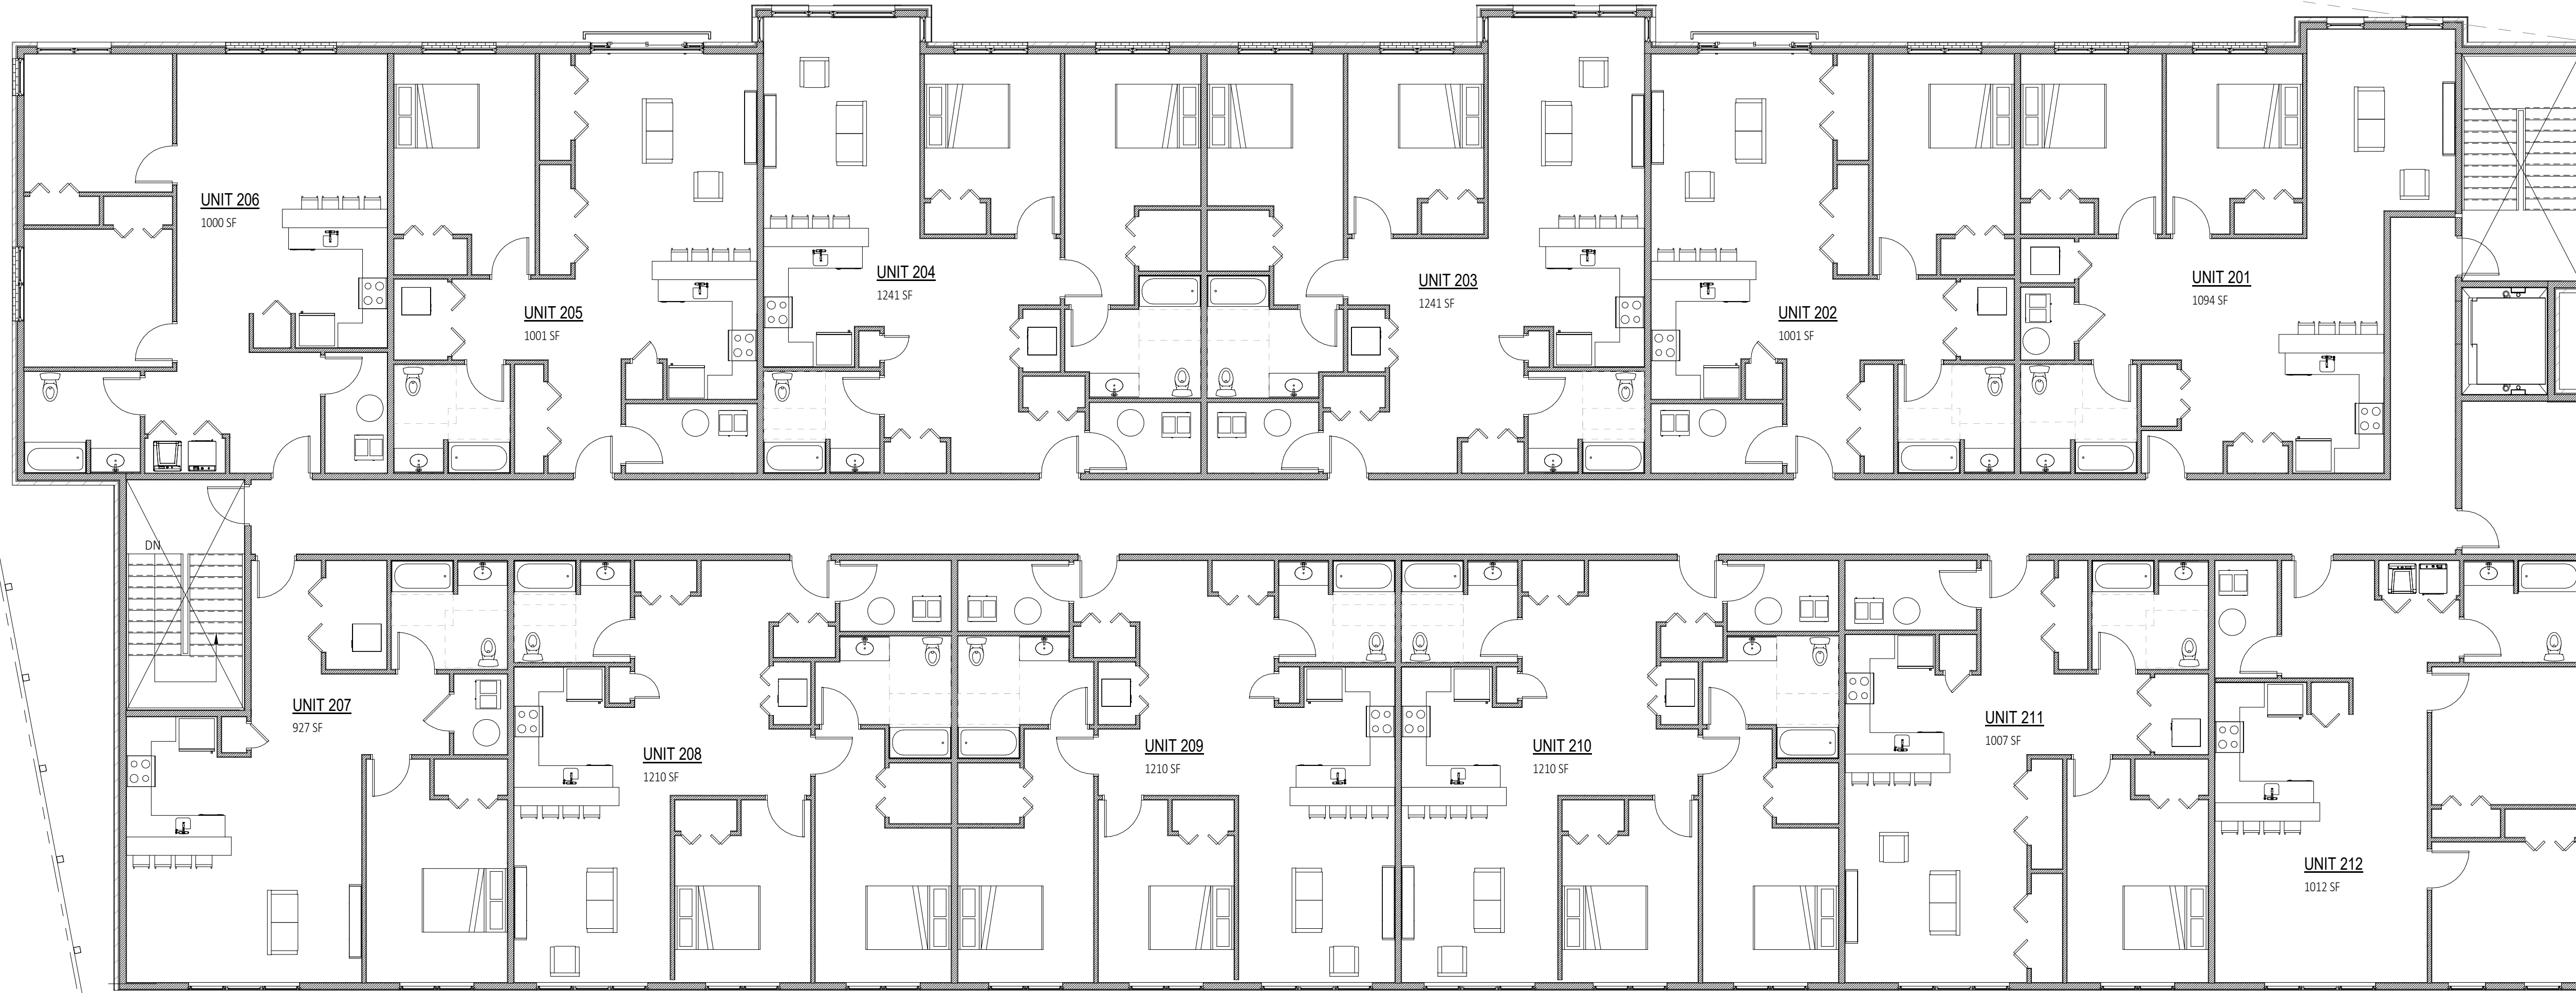 UNIT 206
1000 SF
UNIT 205
1001 SF
UNIT 204
1241 SF
UNIT 203
1241 SF
UNIT 202
1001 SF
UNIT 201
1094 SF
DN
UNIT 207
927 SF
UNIT 208
1210 SF
UNIT 209
1210 SF
UNIT 210
1210 SF
UNIT 211
1007 SF
UNIT 212
1012 SF